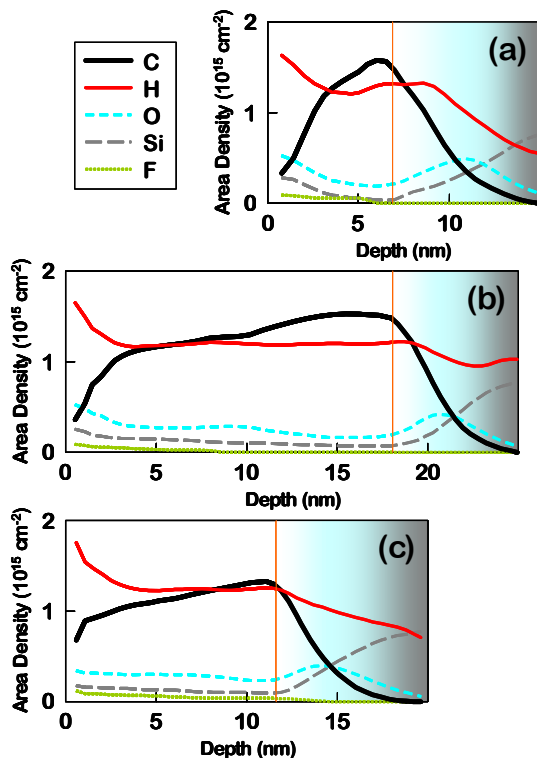 C
H
O
Si
F
(a)
2
1
0
Area Density (10¹⁵ cm⁻²)
0 5 10
Depth (nm)
(b)
2
1
0
Area Density (10¹⁵ cm⁻²)
0 5 10 15 20
Depth (nm)
(c)
2
1
0
Area Density (10¹⁵ cm⁻²)
0 5 10 15
Depth (nm)